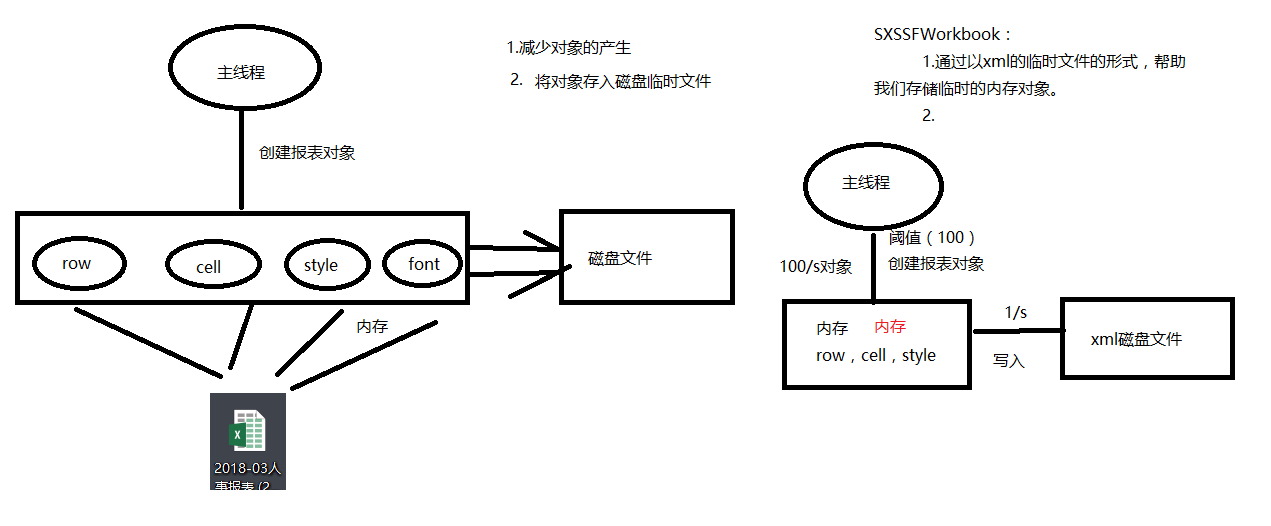 主线程
1.减少对象的产生
2. 将对象存入磁盘临时文件
创建报表对象
row
cell
style
font
磁盘文件
内存
2018-03人
事报表 (2...
SXSSFWorkbook：
1.通过以xml的临时文件的形式，帮助
我们存储临时的内存对象。
2.
主线程
阈值（100）
100/s对象
创建报表对象
内存 内存
row，cell，style
1/s
写入
xml磁盘文件